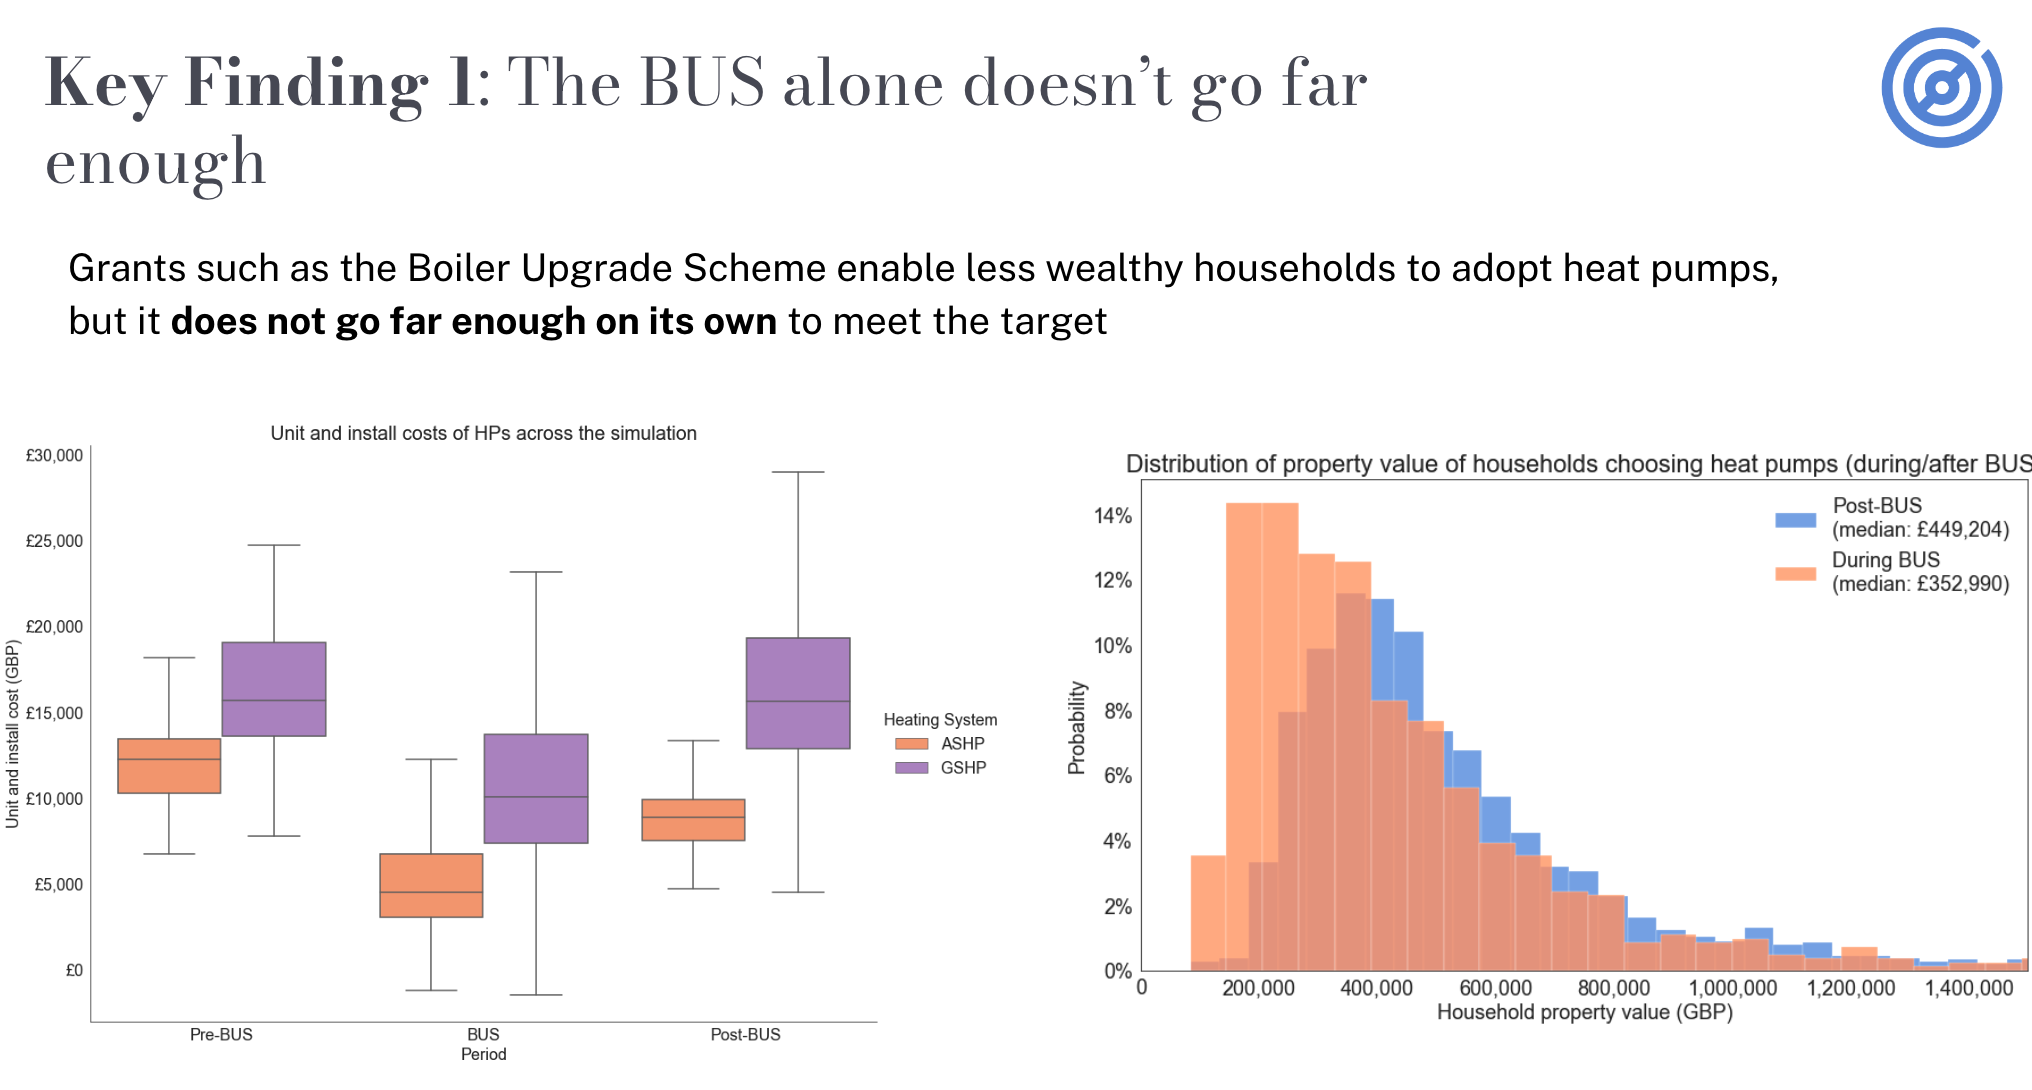 Key Finding 1: The BUS alone doesn’t go far
enough
Grants such as the Boiler Upgrade Scheme enable less wealthy households to adopt heat pumps,
but it does not go far enough on its own to meet the target
Unit and install costs of HPs across the simulation
£30,000
£25,000
£20,000
£15,000
£10,000
£5,000
£0
Unit and install cost (GBP)
Pre-BUS
BUS
Post-BUS
Period
Heating System
ASHP
GSHP
Distribution of property value of households choosing heat pumps (during/after BUS
14%
12%
10%
8%
6%
4%
2%
0%
Probability
Post-BUS
(median: £449,204)
During BUS
(median: £352,990)
0
200,000
400,000
600,000
800,000
1,000,000
1,200,000
1,400,000
Household property value (GBP)